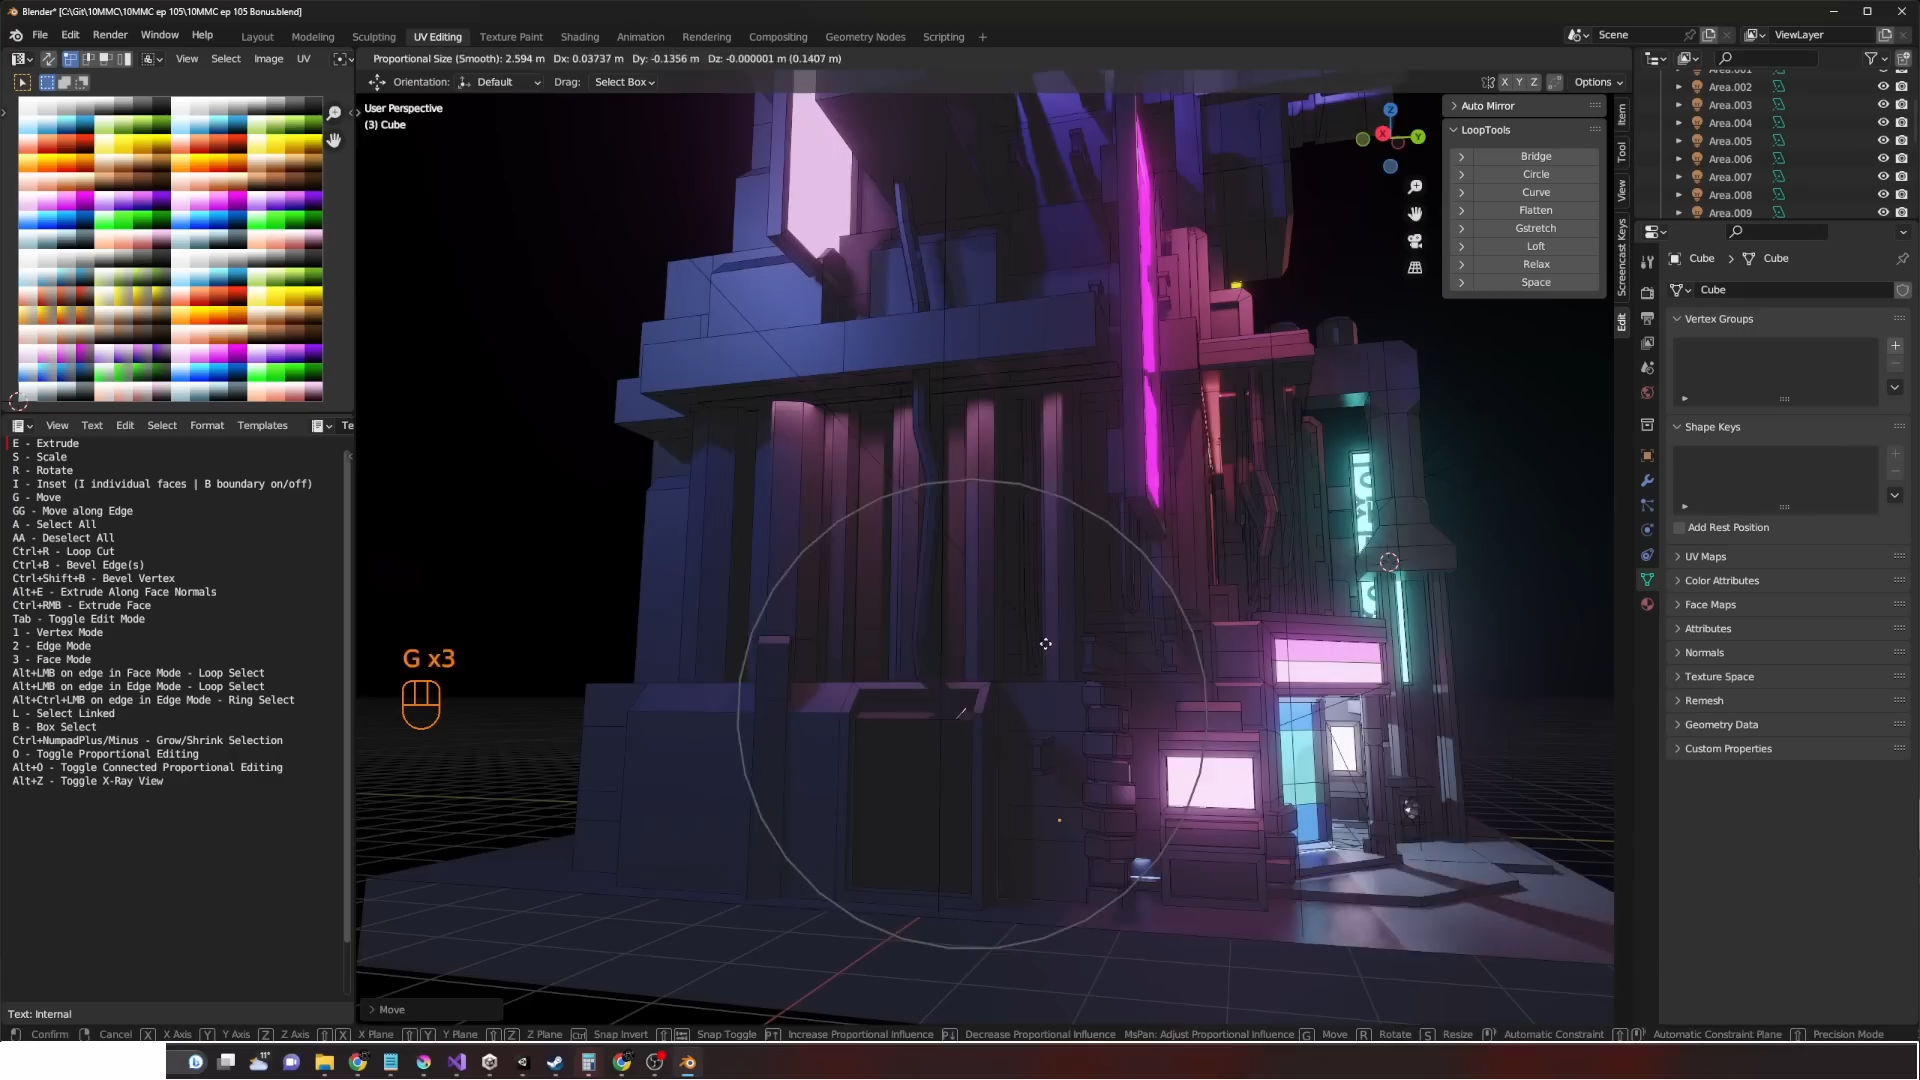 Blender* [C:\Git\10MMC\10MMC ep 105\10MMC ep 105 Bonus.blend]
File Edit Render Window Help Layout Modeling Sculpting UV Editing Texture Paint Shading Animation Rendering Compositing Geometry Nodes Scripting + Scene ViewLayer
View Select Image UV
Proportional Size (Smooth): 2.594 m Dx: 0.03737 m Dy: -0.1356 m Dz: -0.000001 m (0.1407 m)
Orientation: Default Drag: Select Box X Y Z Options
User Perspective
(3) Cube
Z
X
Y
Auto Mirror
LoopTools
Bridge
Circle
Curve
Flatten
Gstretch
Loft
Relax
Space
Item
Tool
View
Screencast Keys
Edit
Area.001
Area.002
Area.003
Area.004
Area.005
Area.006
Area.007
Area.008
Area.009
Cube > Cube
Cube
Vertex Groups
Shape Keys
Add Rest Position
UV Maps
Color Attributes
Face Maps
Attributes
Normals
Texture Space
Remesh
Geometry Data
Custom Properties
View Text Edit Select Format Templates Te
E - Extrude
S - Scale
R - Rotate
I - Inset (I individual faces | B boundary on/off)
G - Move
GG - Move along Edge
A - Select All
AA - Deselect All
Ctrl+R - Loop Cut
Ctrl+B - Bevel Edge(s)
Ctrl+Shift+B - Bevel Vertex
Alt+E - Extrude Along Face Normals
Ctrl+RMB - Extrude Face
Tab - Toggle Edit Mode
1 - Vertex Mode
2 - Edge Mode
3 - Face Mode
Alt+LMB on edge in Face Mode - Loop Select
Alt+LMB on edge in Edge Mode - Loop Select
Alt+Ctrl+LMB on edge in Edge Mode - Ring Select
L - Select Linked
B - Box Select
Ctrl+NumpadPlus/Minus - Grow/Shrink Selection
O - Toggle Proportional Editing
Alt+O - Toggle Connected Proportional Editing
Alt+Z - Toggle X-Ray View
G x3
Move
Text: Internal
Confirm Cancel X X Axis Y Y Axis Z Z Axis X X Plane Y Y Plane Z Z Plane Ctrl Snap Invert Snap Toggle Increase Proportional Influence Decrease Proportional Influence MsPan: Adjust Proportional Influence G Move R Rotate S Resize Automatic Constraint Automatic Constraint Plane Precision Mode
11°